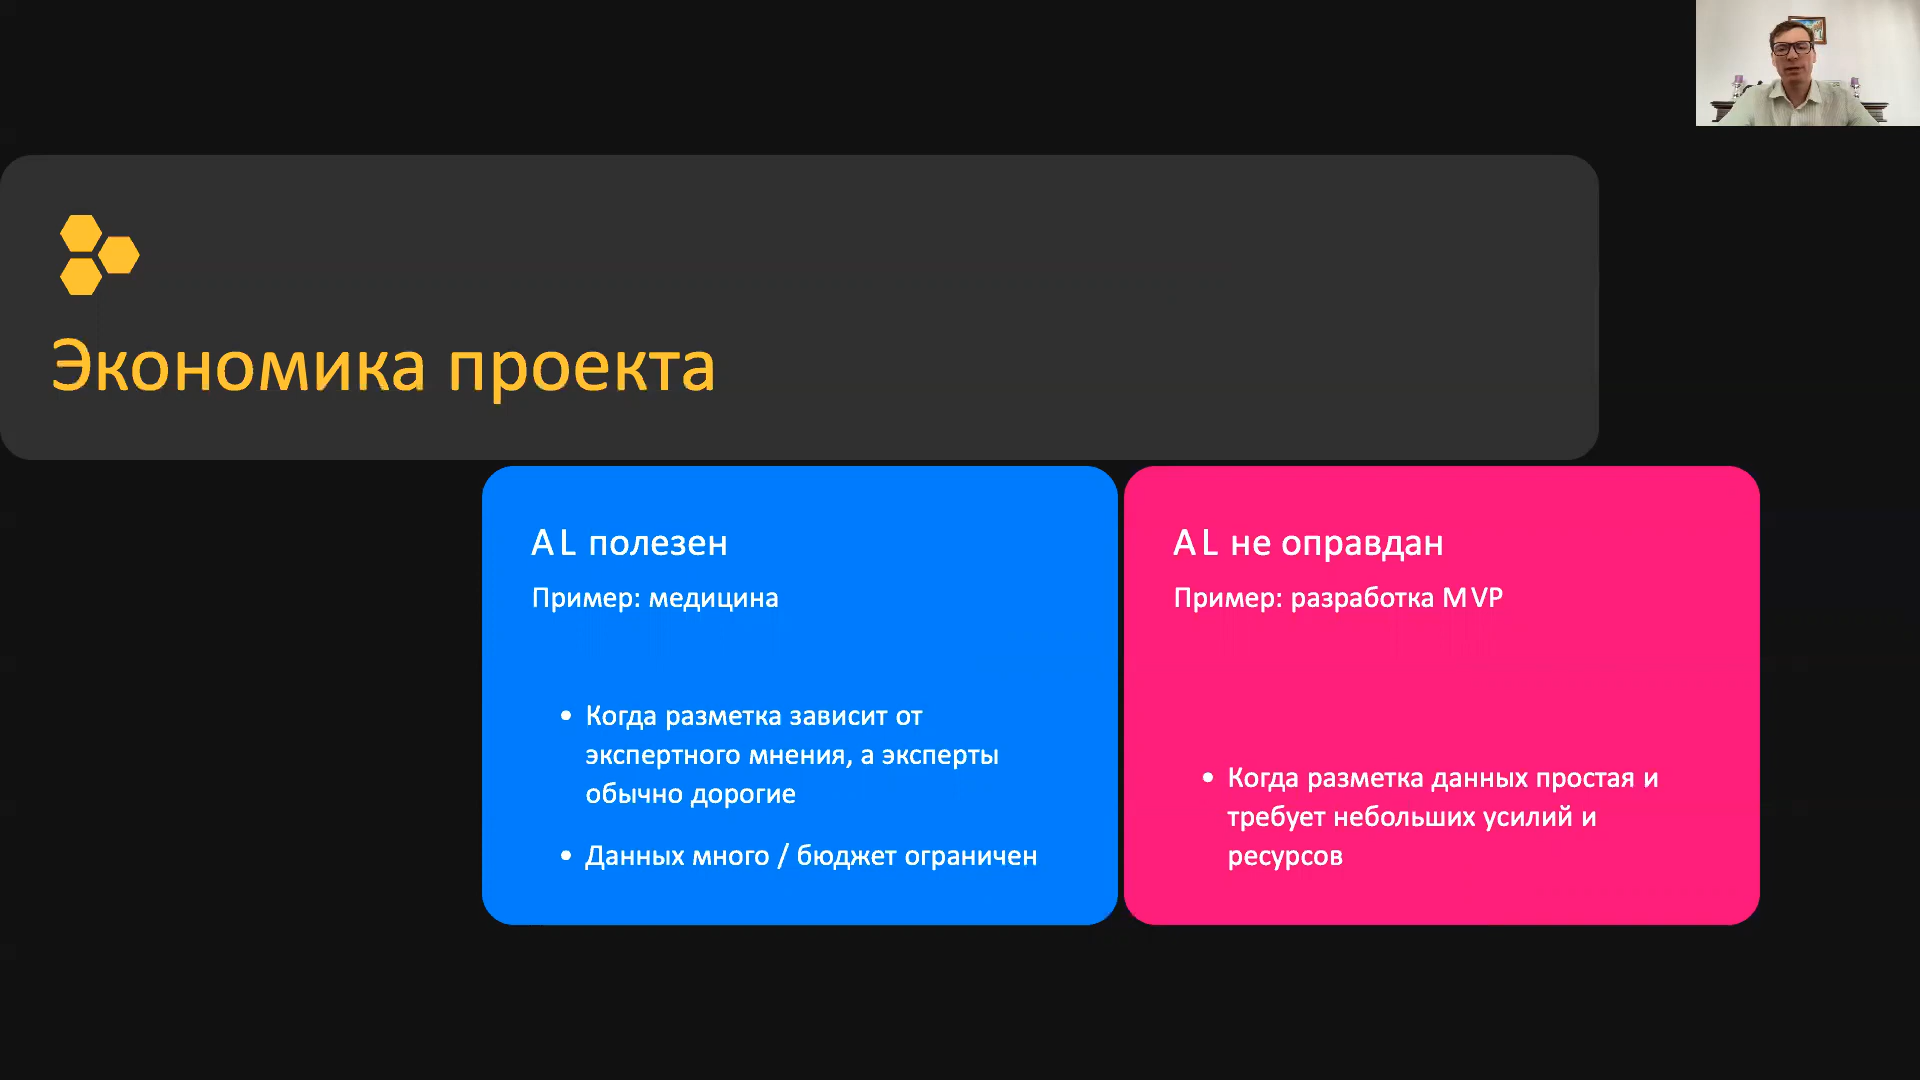 Экономика проекта
AL полезен
Пример: медицина
• Когда разметка зависит от
экспертного мнения, а эксперты
обычно дорогие
• Данных много / бюджет ограничен
AL не оправдан
Пример: разработка MVP
• Когда разметка данных простая и
требует небольших усилий и
ресурсов